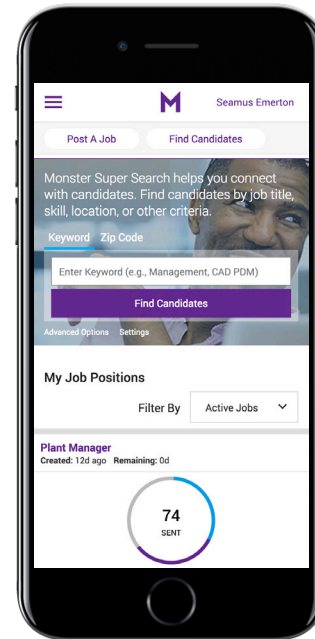 M
Seamus Emerton
Post A Job Find Candidates
Monster Super Search helps you connect
with candidates. Find candidates by job title,
skill, location, or other criteria.
Keyword Zip Code
Enter Keyword (e.g., Management, CAD PDM)
Find Candidates
Advanced Options Settings
My Job Positions
Filter By Active Jobs
Plant Manager
Created: 12d ago Remaining: 0d
74
SENT